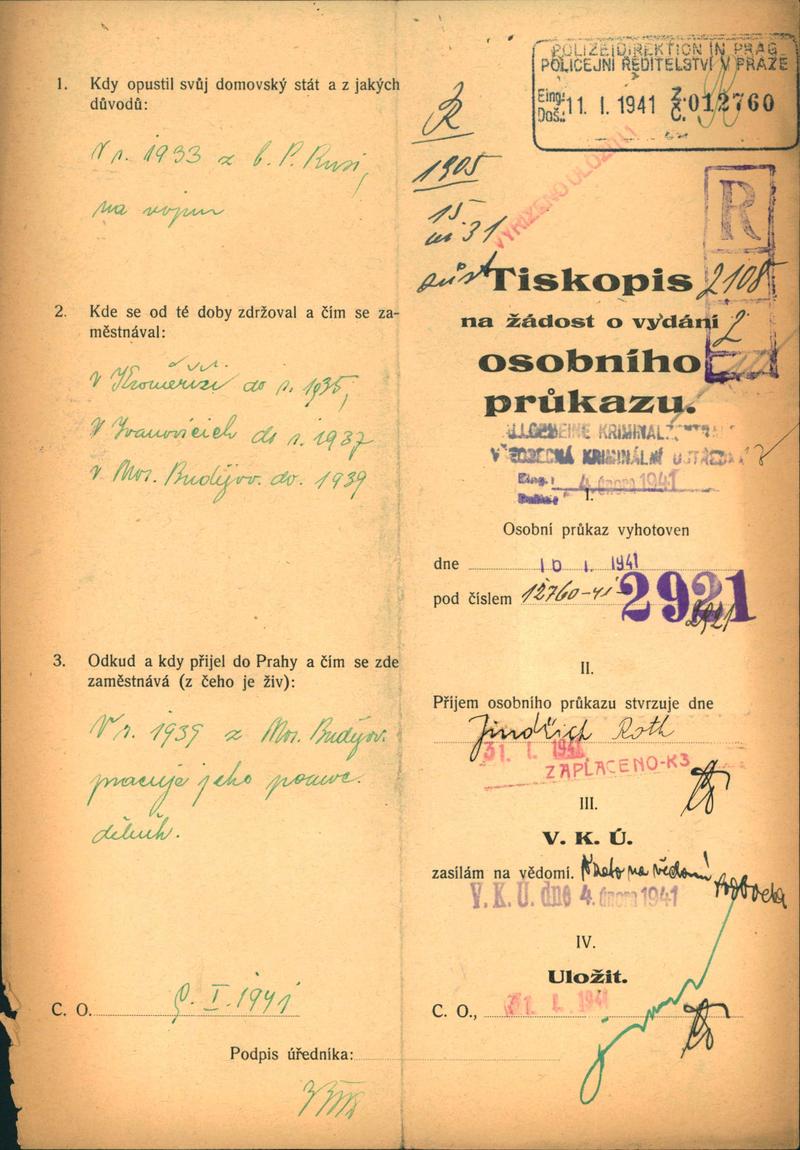 1. Kdy opustil svůj domovský stát a z jakých
důvodů:
V r. 1933 z b. P. Rusi,
na vojnu
2. Kde se od té doby zdržoval a čím se za-
městnával:
v Kroměříži do r. 1935,
V Ivanovicích do r. 1937
v Mor. Budějov. do. 1939
3. Odkud a kdy přijel do Prahy a čím se zde
zaměstnává (z čeho je živ):
V r. 1939 z Mor. Budějov.
pracuje jako pomoc.
dělník.
C. O. 9. I. 1941
Podpis úředníka:
POLIZEIDIREKTION IN PRAG
POLICEJNÍ ŘEDITELSTVÍ V PRAZE
Eing.: Doš.: 11. I. 1941 Z. Č. 012760
R
1905
15
VYŘÍZENO ULOŽITI
R
2108
2
Tiskopis
na žádost o vydání
osobního
průkazu.
ALLGEMEINE KRIMINALZENTRALE
VŠEOBECNÁ KRIMINÁLNÍ ÚSTŘEDNA
Eing.: 4. února 1941
I.
Osobní průkaz vyhotoven
dne 10 I. 1941
pod číslem 12760-VI- 2921
2921
II.
Příjem osobního průkazu stvrzuje dne
Jindřich Roth
31. I. 1941
ZAPLACENO-K3
III.
V. K. Ú.
zasílám na vědomí.
V. K. Ú. dne 4. února 1941
IV.
Uložit.
C. O., 31. I. 1941